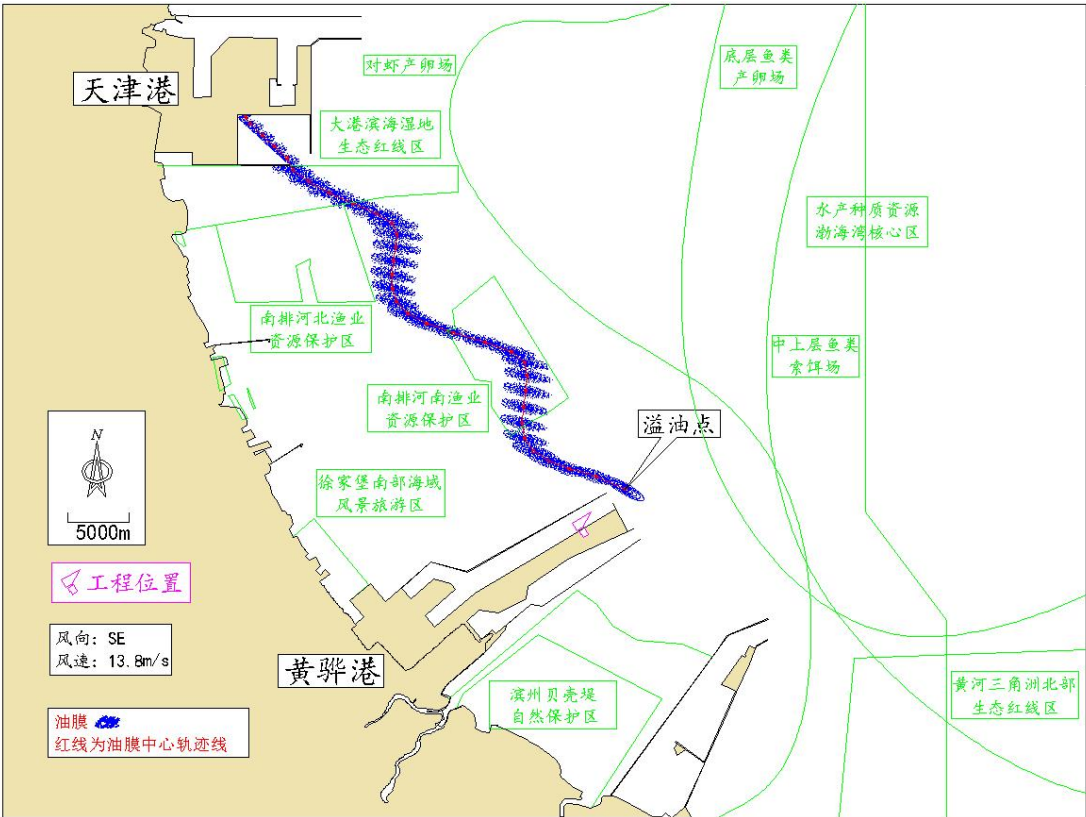 对虾产卵场
底层鱼类
产卵场
天津港
大港滨海湿地
生态红线区
水产种质资源
渤海湾核心区
南排河北渔业
资源保护区
中上层鱼类
索饵场
南排河南渔业
资源保护区
溢油点
N
5000m
徐家堡南部海域
风景旅游区
工程位置
风向: SE
风速: 13.8m/s
黄骅港
滨州贝壳堤
自然保护区
黄河三角洲北部
生态红线区
油膜
红线为油膜中心轨迹线